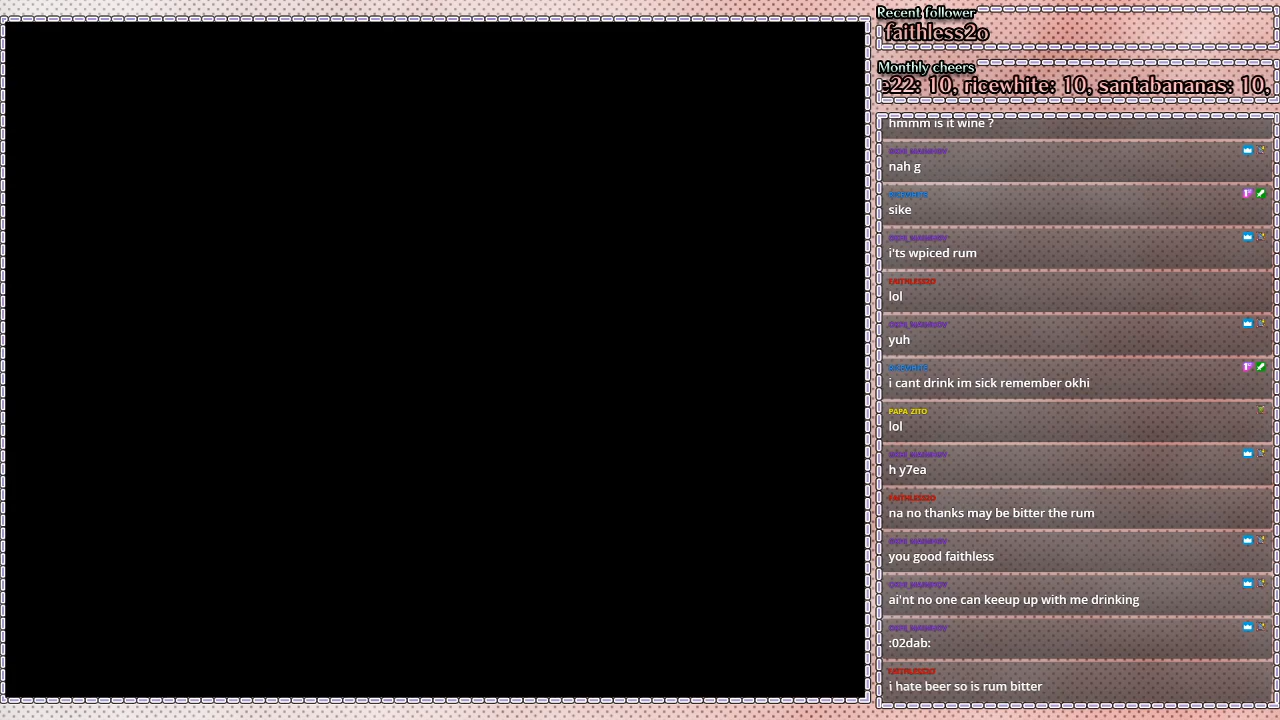 Recent follower
faithless2o
Monthly cheers
e22: 10, ricewhite: 10, santabananas: 10,
hmmm is it wine ?
nah g
sike
i'ts wpiced rum
FAITHLESS2O
lol
yuh
i cant drink im sick remember okhi
PAPA ZITO
lol
h y7ea
FAITHLESS2O
na no thanks may be bitter the rum
you good faithless
ai'nt no one can keeup up with me drinking
:02dab:
FAITHLESS2O
i hate beer so is rum bitter